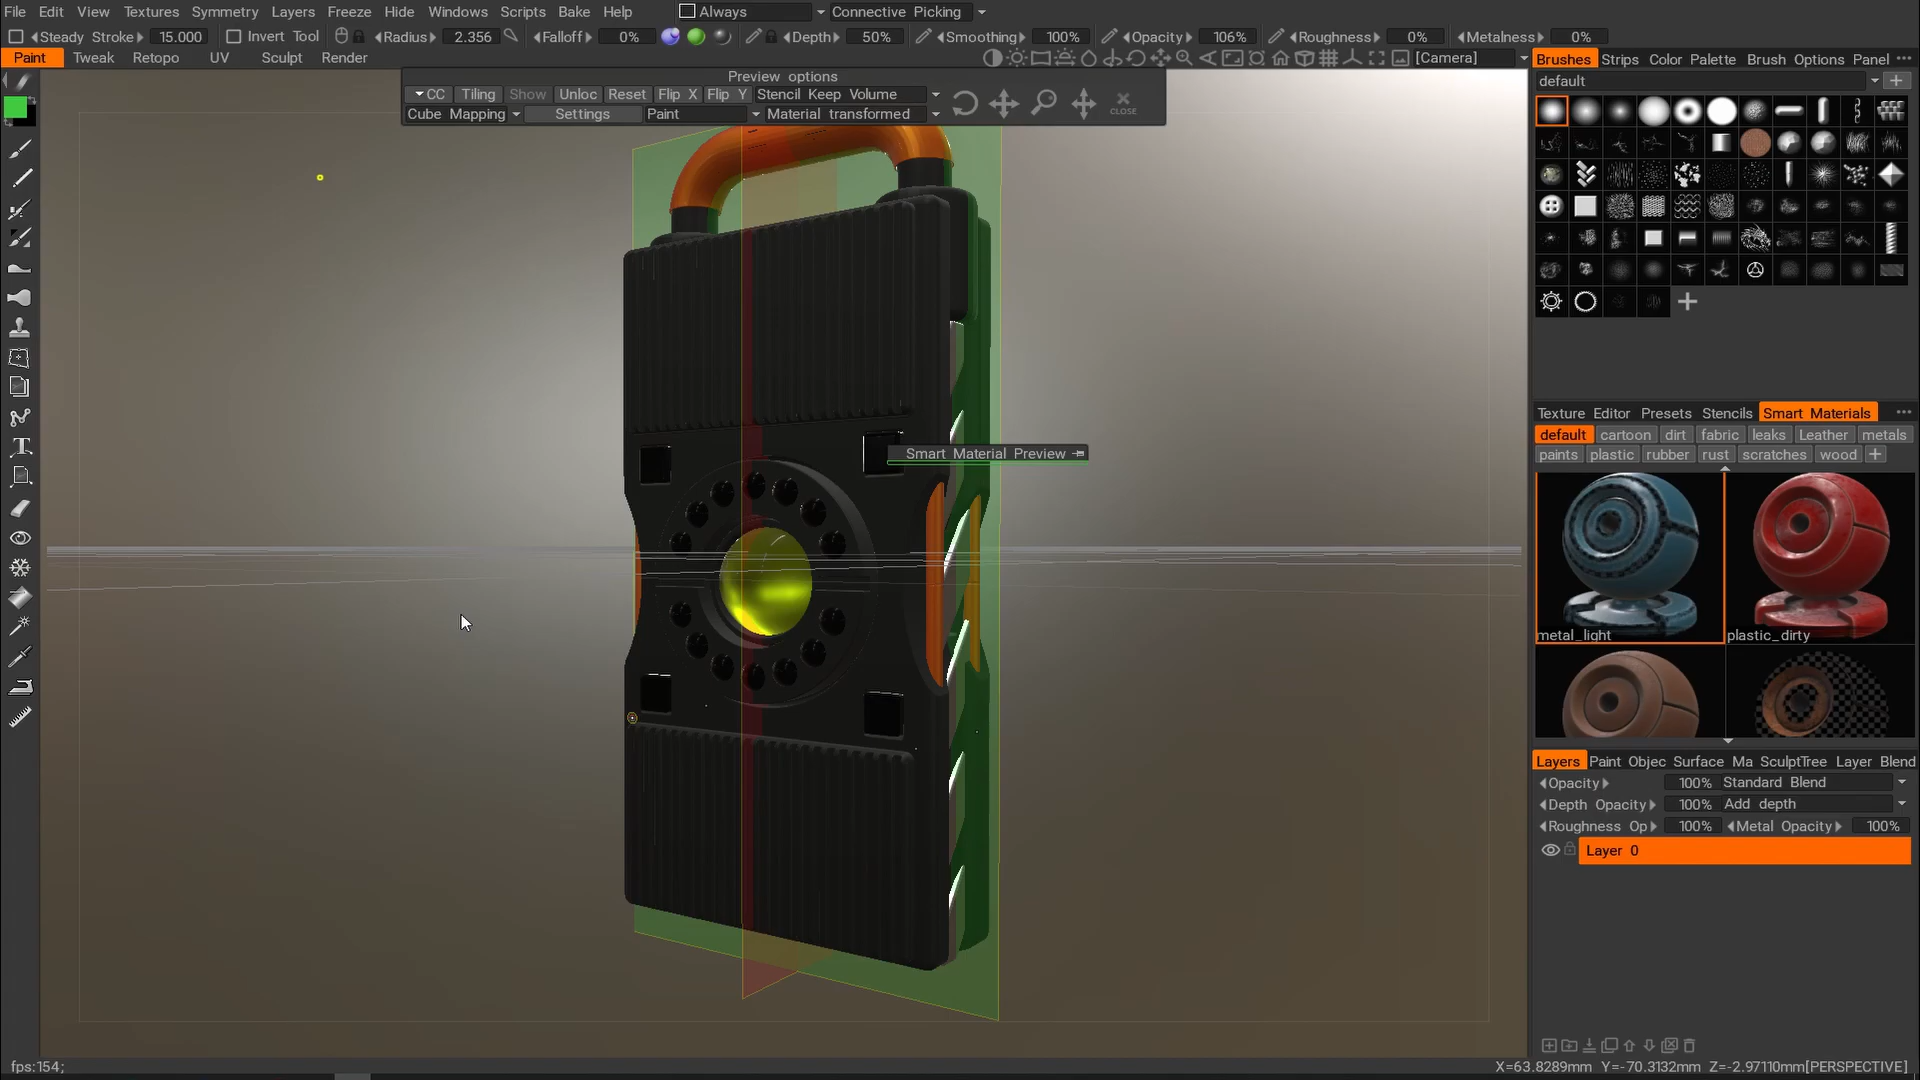 File Edit View Textures Symmetry Layers Freeze Hide Windows Scripts Bake Help Always Connective Picking
Steady Stroke 15.000 Invert Tool Radius 2.356 Falloff 0% Depth 50% Smoothing 100% Opacity 106% Roughness 0% Metalness 0%
Paint Tweak Retopo UV Sculpt Render [Camera]
Preview options
CC Tiling Show Unloc Reset Flip X Flip Y Stencil Keep Volume
Cube Mapping Settings Paint Material transformed CLOSE
Brushes Strips Color Palette Brush Options Panel
default
Smart Material Preview
Texture Editor Presets Stencils Smart Materials
default cartoon dirt fabric leaks Leather metals
paints plastic rubber rust scratches wood
metal_light plastic_dirty
Layers Paint Objec Surface Ma SculptTree Layer Blend
Opacity 100% Standard Blend
Depth Opacity 100% Add depth
Roughness Op 100% Metal Opacity 100%
Layer 0
fps:154; X=63.8289mm Y=-70.3132mm Z=-2.97110mm[PERSPECTIVE]